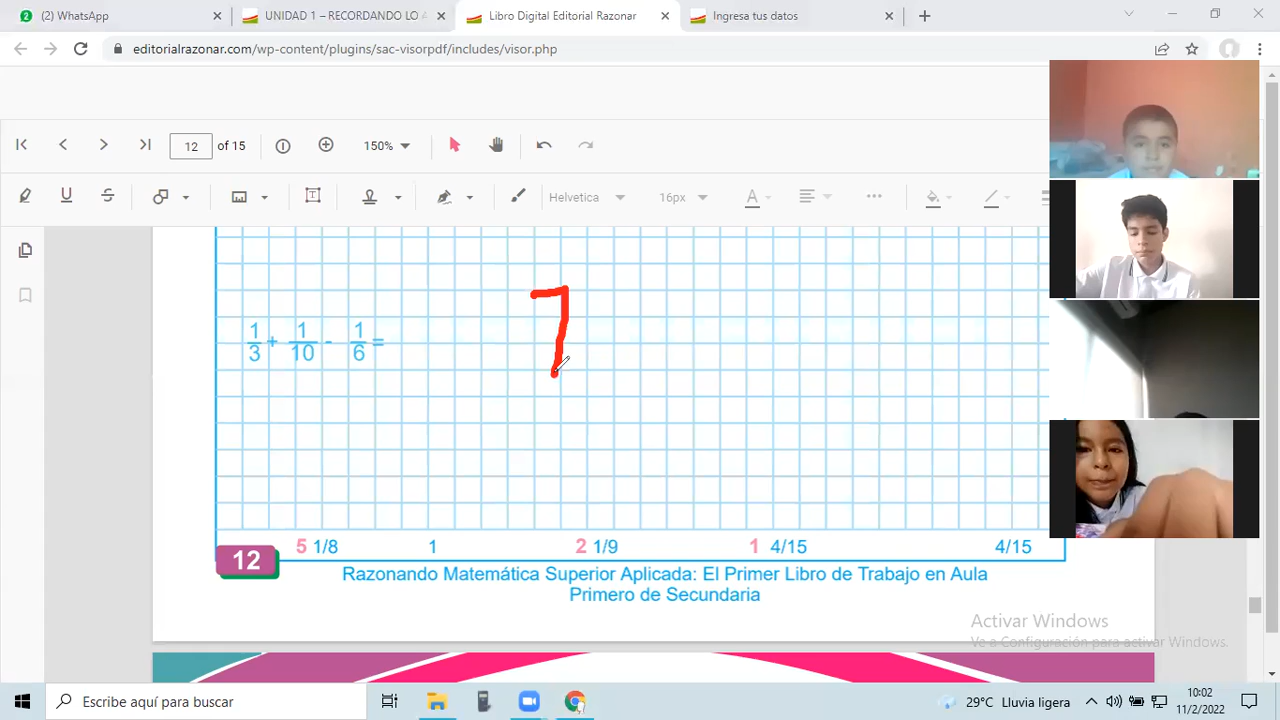 (2) WhatsApp
UNIDAD 1 – RECORDANDO LO A
Libro Digital Editorial Razonar
Ingresa tus datos
editorialrazonar.com/wp-content/plugins/sac-visorpdf/includes/visor.php
12 of 15
150%
Helvetica
16px
7
1/3 + 1/10 - 1/6 =
5 1/8 1 2 1/9 1 4/15 4/15
12
Razonando Matemática Superior Aplicada: El Primer Libro de Trabajo en Aula
Primero de Secundaria
Activar Windows
Ve a Configuración para activar Windows.
Escribe aquí para buscar
29°C Lluvia ligera
10:02
11/2/2022